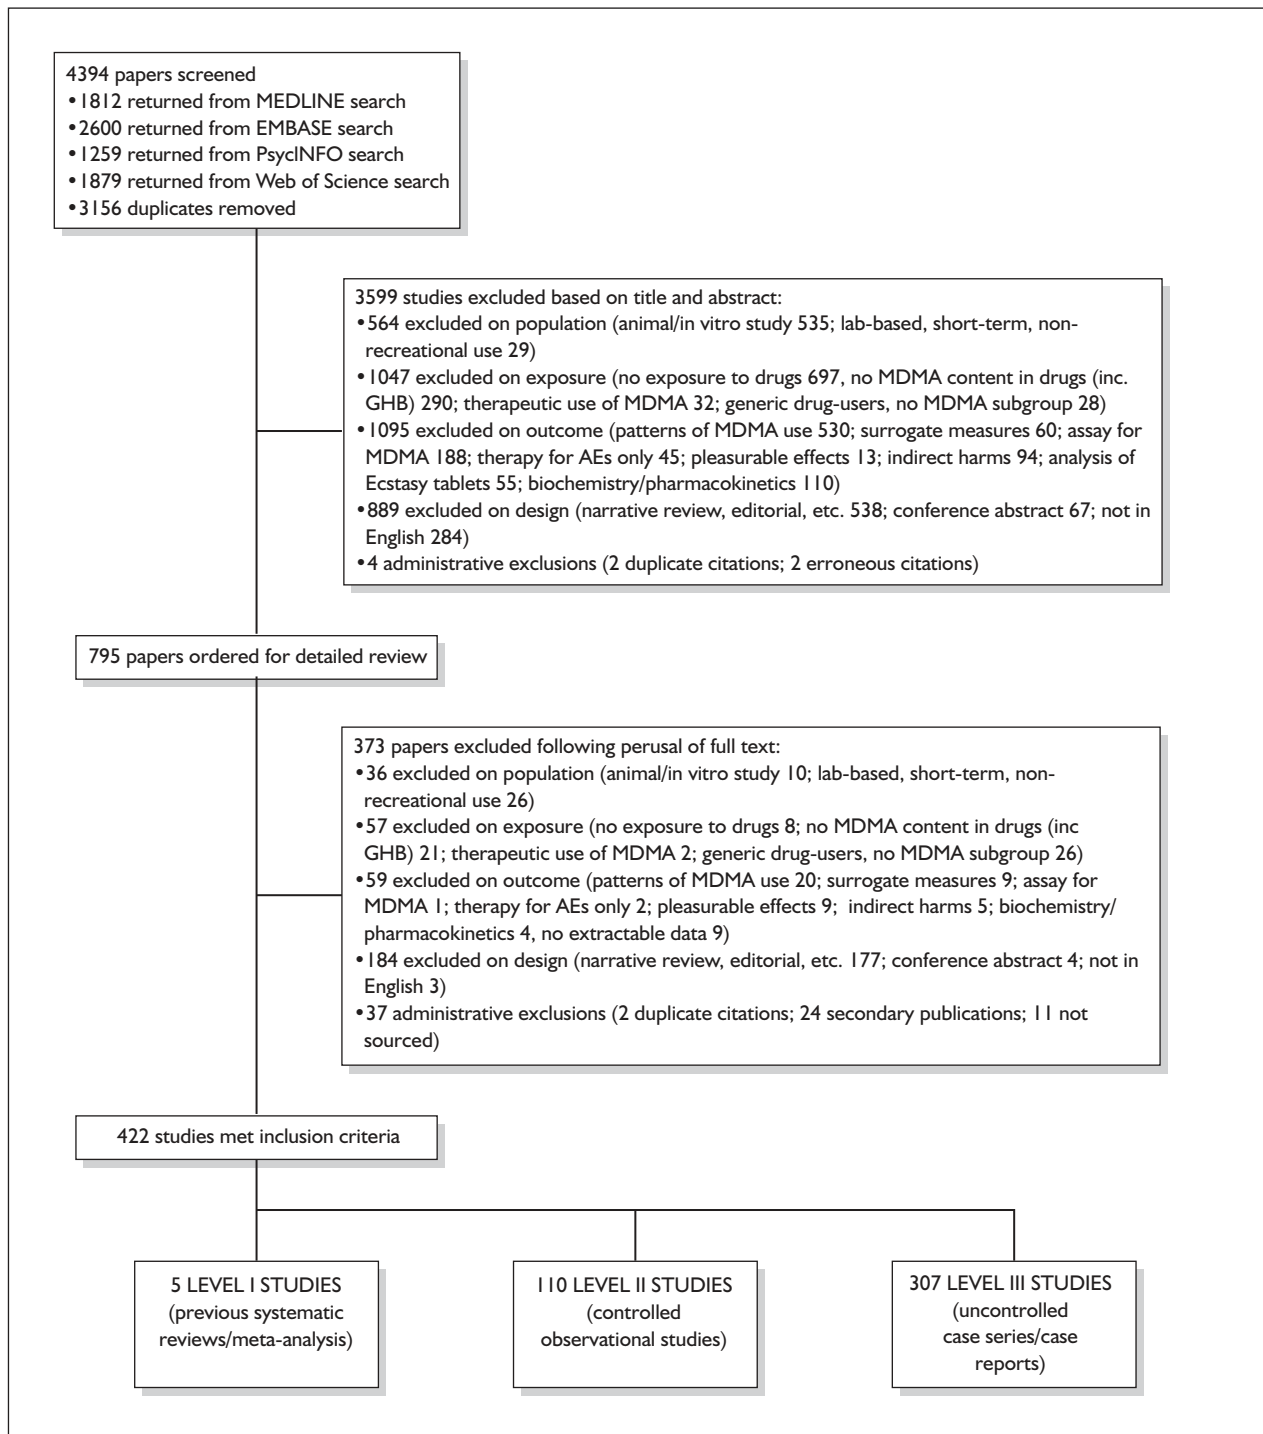 4394 papers screened
•1812 returned from MEDLINE search
•2600 returned from EMBASE search
•1259 returned from PsycINFO search
•1879 returned from Web of Science search
•3156 duplicates removed
3599 studies excluded based on title and abstract:
•564 excluded on population (animal/in vitro study 535; lab-based, short-term, non-
recreational use 29)
•1047 excluded on exposure (no exposure to drugs 697, no MDMA content in drugs (inc.
GHB) 290; therapeutic use of MDMA 32; generic drug-users, no MDMA subgroup 28)
•1095 excluded on outcome (patterns of MDMA use 530; surrogate measures 60; assay for
MDMA 188; therapy for AEs only 45; pleasurable effects 13; indirect harms 94; analysis of
Ecstasy tablets 55; biochemistry/pharmacokinetics 110)
•889 excluded on design (narrative review, editorial, etc. 538; conference abstract 67; not in
English 284)
•4 administrative exclusions (2 duplicate citations; 2 erroneous citations)
795 papers ordered for detailed review
373 papers excluded following perusal of full text:
•36 excluded on population (animal/in vitro study 10; lab-based, short-term, non-
recreational use 26)
•57 excluded on exposure (no exposure to drugs 8; no MDMA content in drugs (inc
GHB) 21; therapeutic use of MDMA 2; generic drug-users, no MDMA subgroup 26)
•59 excluded on outcome (patterns of MDMA use 20; surrogate measures 9; assay for
MDMA 1; therapy for AEs only 2; pleasurable effects 9; indirect harms 5; biochemistry/
pharmacokinetics 4, no extractable data 9)
•184 excluded on design (narrative review, editorial, etc. 177; conference abstract 4; not in
English 3)
•37 administrative exclusions (2 duplicate citations; 24 secondary publications; 11 not
sourced)
422 studies met inclusion criteria
5 LEVEL I STUDIES
(previous systematic
reviews/meta-analysis)
110 LEVEL II STUDIES
(controlled
observational studies)
307 LEVEL III STUDIES
(uncontrolled
case series/case
reports)